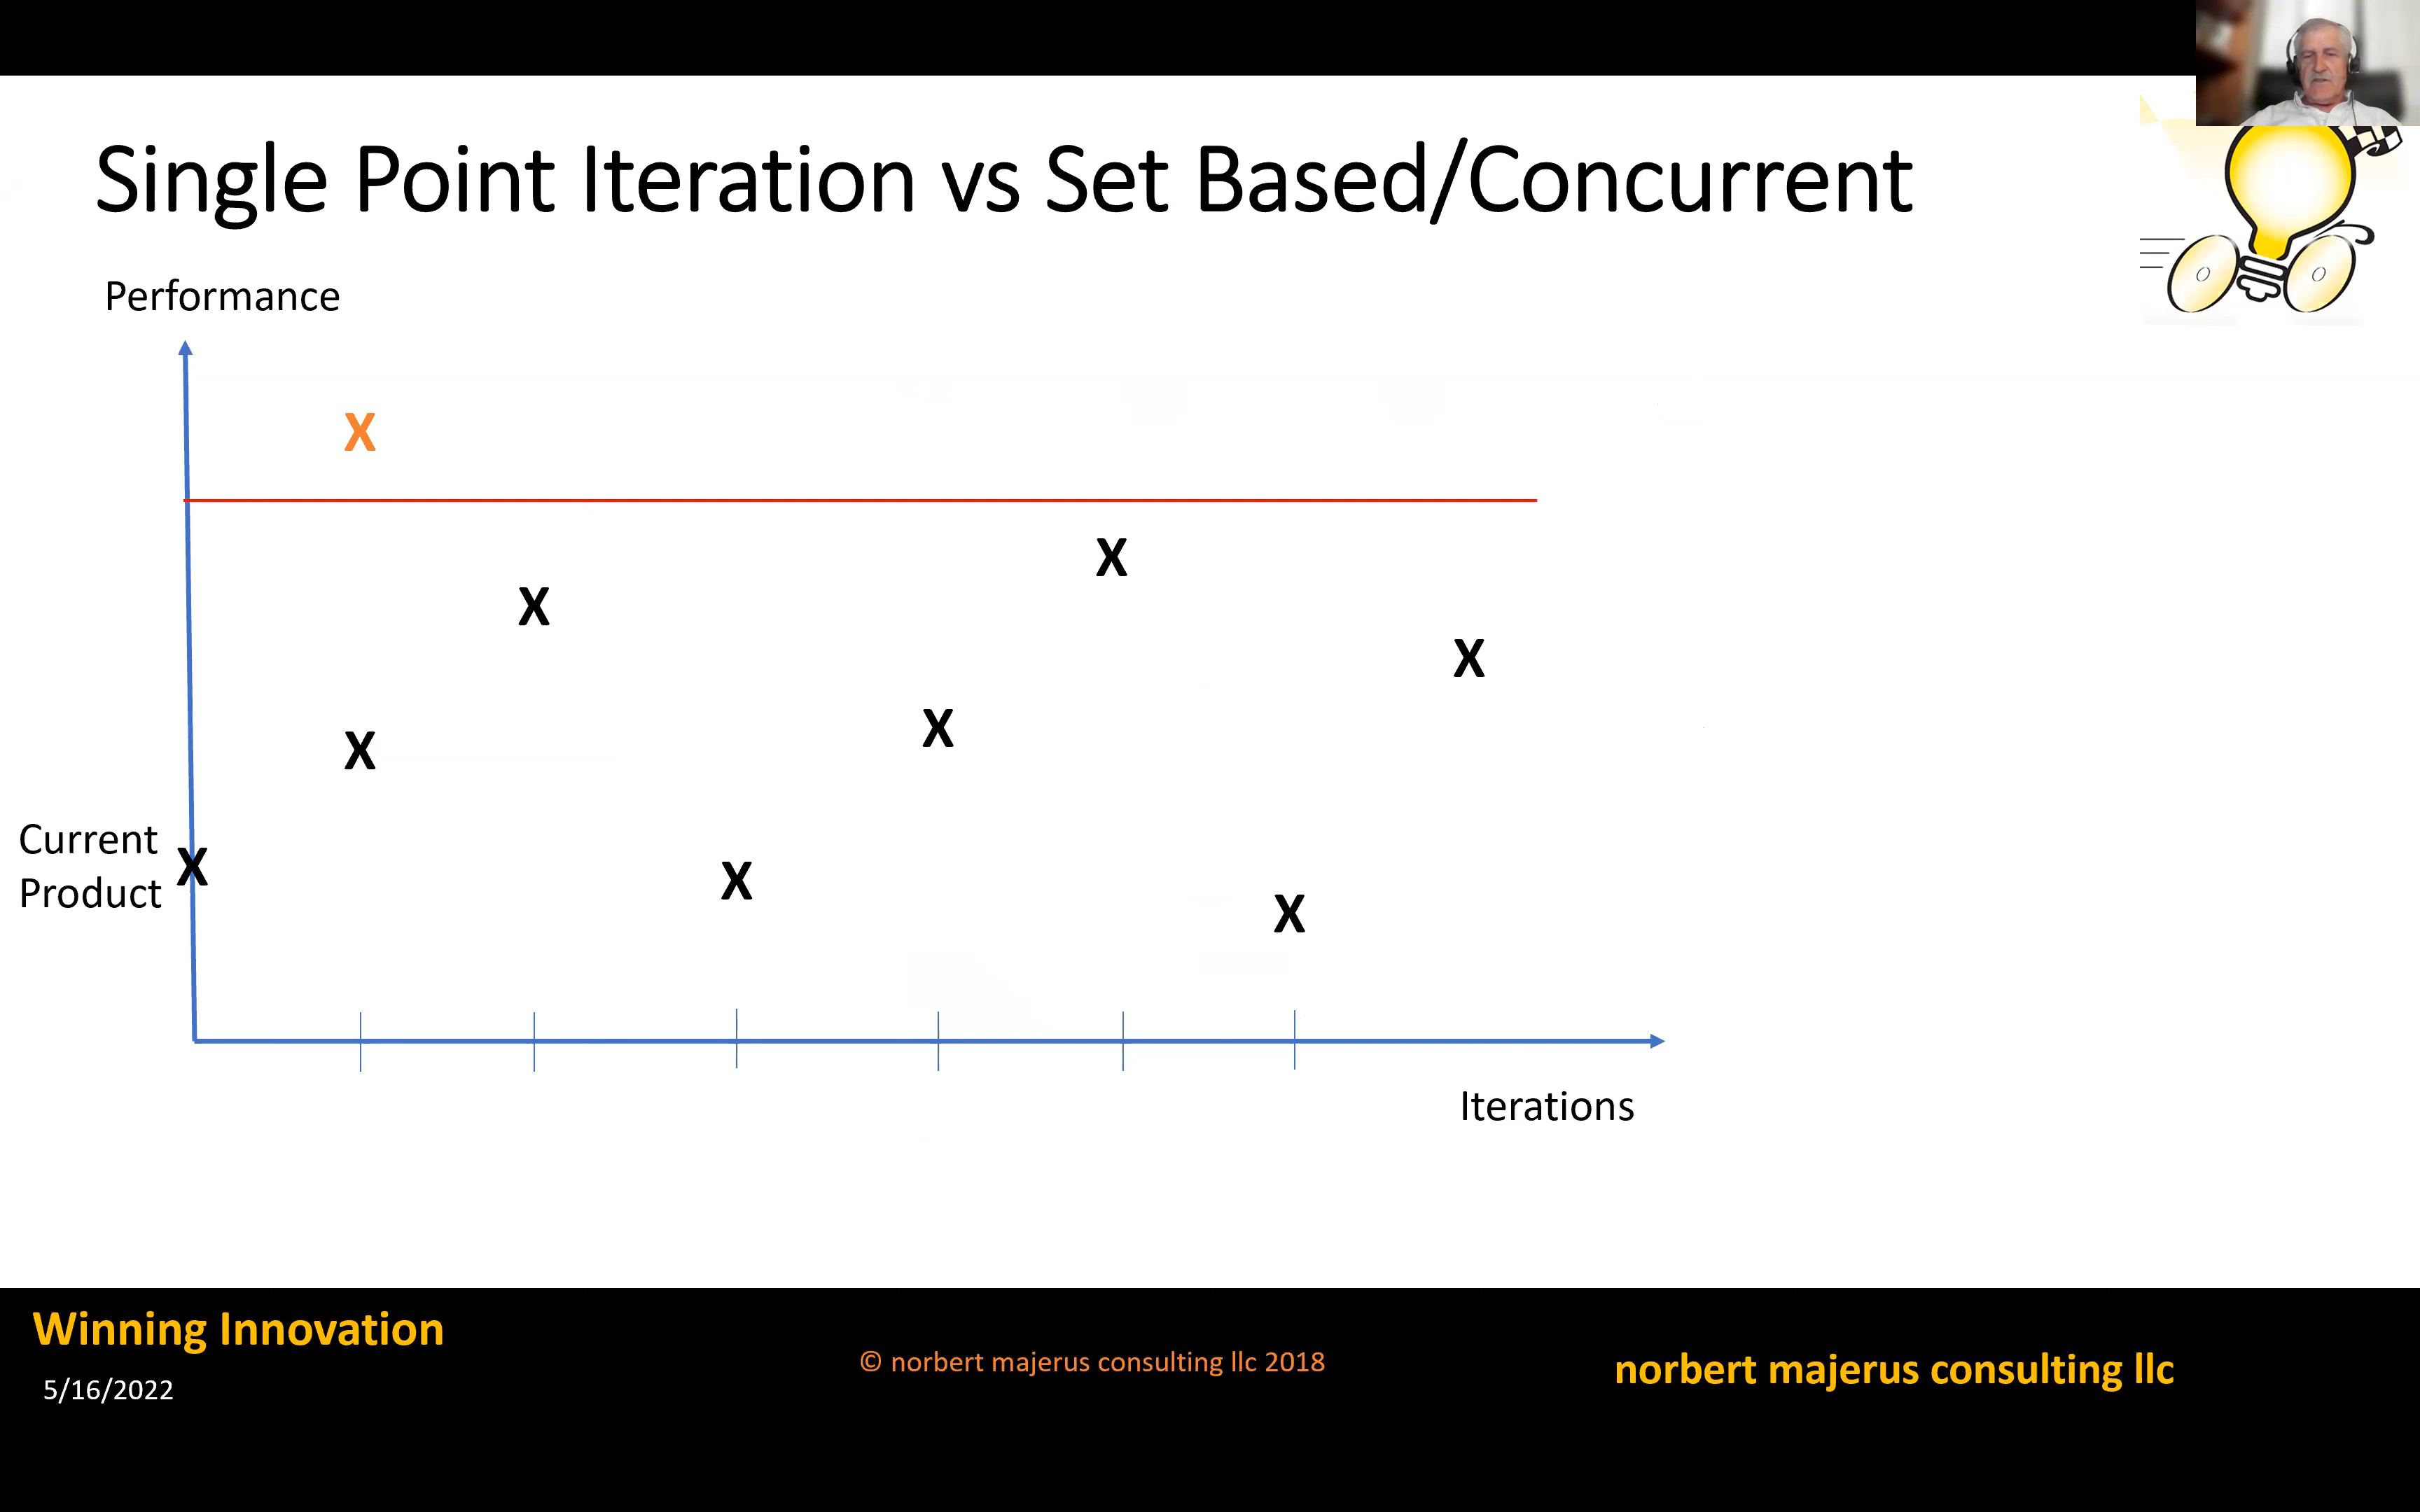 Single Point Iteration vs Set Based/Concurrent
Performance
X
X
X
X
X
X
Current
Product
X
X
X
Iterations
Winning Innovation
5/16/2022
© norbert majerus consulting llc 2018
norbert majerus consulting llc